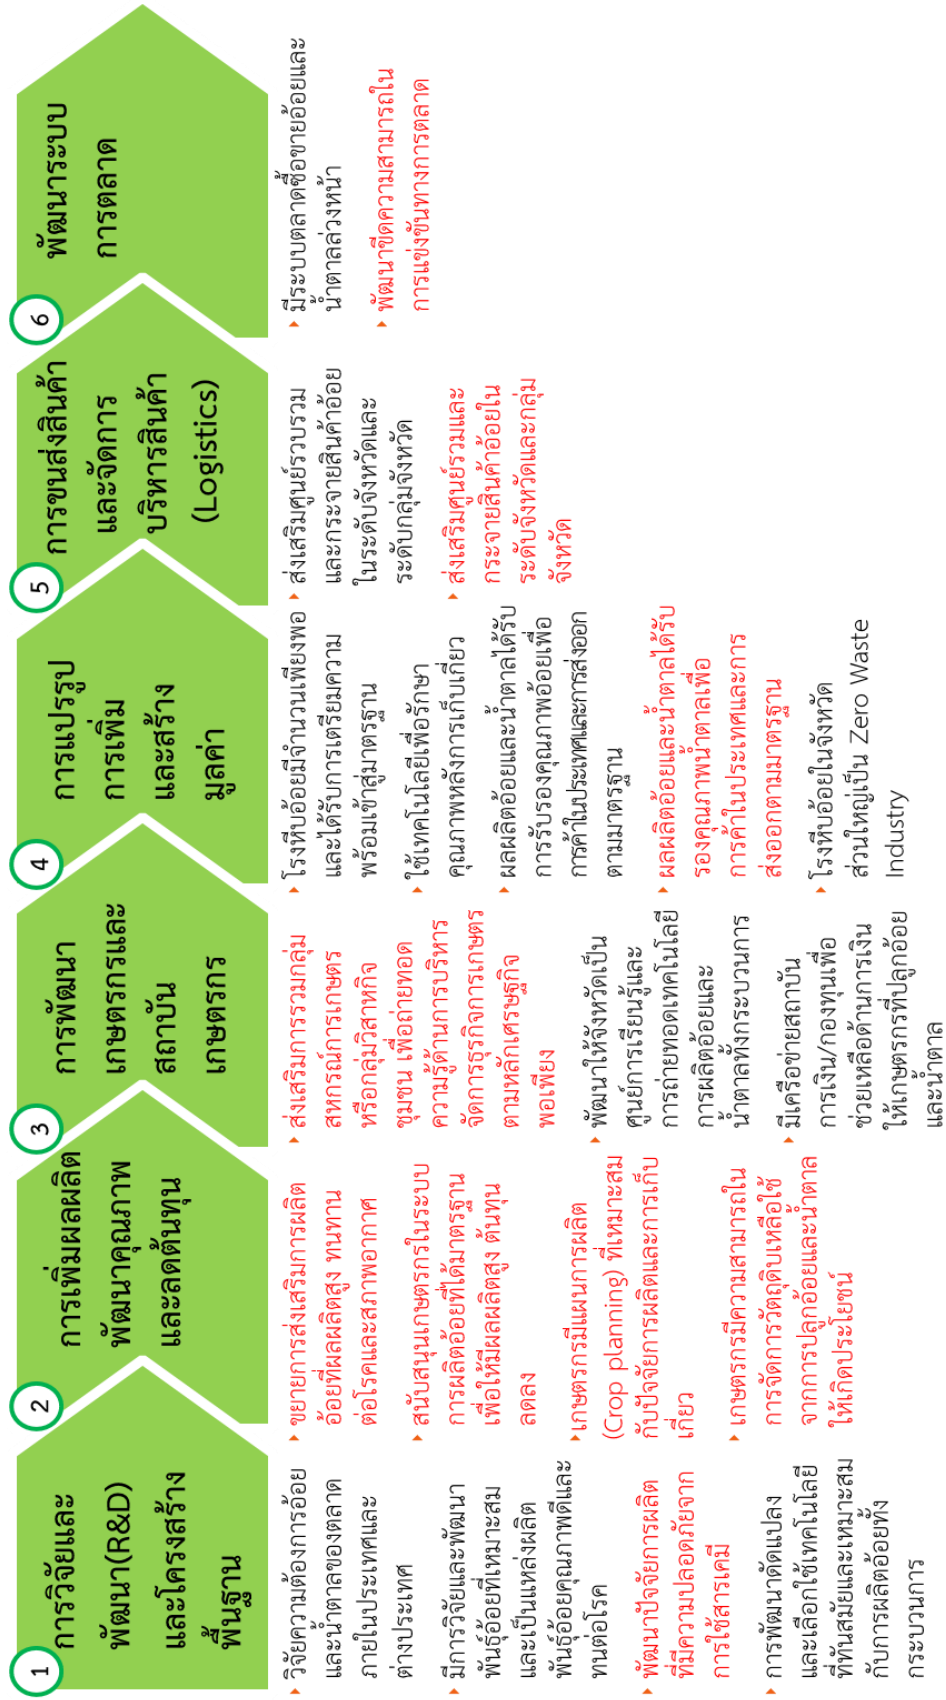 1
การวิจัยและ
พัฒนา(R&D)
และโครงสร้าง
พื้นฐาน
วิจัยความต้องการอ้อย
และน้ำตาลของตลาด
ภายในประเทศและ
ต่างประเทศ
มีการวิจัยและพัฒนา
พันธุ์อ้อยที่เหมาะสม
และเป็นแหล่งผลิต
พันธุ์อ้อยคุณภาพดีและ
ทนต่อโรค
พัฒนาปัจจัยการผลิต
ที่มีความปลอดภัยจาก
การใช้สารเคมี
การพัฒนาดัดแปลง
และเลือกใช้เทคโนโลยี
ที่ทันสมัยและเหมาะสม
กับการผลิตอ้อยทั้ง
กระบวนการ
2
การเพิ่มผลผลิต
พัฒนาคุณภาพ
และลดต้นทุน
ขยายการส่งเสริมการผลิต
อ้อยที่ผลผลิตสูง ทนทาน
ต่อโรคและสภาพอากาศ
สนับสนุนเกษตรกรในระบบ
การผลิตอ้อยที่ได้มาตรฐาน
เพื่อให้มีผลผลิตสูง ต้นทุน
ลดลง
เกษตรกรมีแผนการผลิต
(Crop planning) ที่เหมาะสม
กับปัจจัยการผลิตและการเก็บ
เกี่ยว
เกษตรกรมีความสามารถใน
การจัดการวัตถุดิบเหลือใช้
จากการปลูกอ้อยและน้ำตาล
ให้เกิดประโยชน์
3
การพัฒนา
เกษตรกรและ
สถาบัน
เกษตรกร
ส่งเสริมการรวมกลุ่ม
สหกรณ์การเกษตร
หรือกลุ่มวิสาหกิจ
ชุมชน เพื่อถ่ายทอด
ความรู้ด้านการบริหาร
จัดการธุรกิจการเกษตร
ตามหลักเศรษฐกิจ
พอเพียง
พัฒนาให้จังหวัดเป็น
ศูนย์การเรียนรู้และ
การถ่ายทอดเทคโนโลยี
การผลิตอ้อยและ
น้ำตาลทั้งกระบวนการ
มีเครือข่ายสถาบัน
การเงิน/กองทุนเพื่อ
ช่วยเหลือด้านการเงิน
ให้เกษตรกรที่ปลูกอ้อย
และน้ำตาล
4
การแปรรูป
การเพิ่ม
และสร้าง
มูลค่า
โรงหีบอ้อยมีจำนวนเพียงพอ
และได้รับการเตรียมความ
พร้อมเข้าสู่มาตรฐาน
ใช้เทคโนโลยีเพื่อรักษา
คุณภาพหลังการเก็บเกี่ยว
ผลผลิตอ้อยและน้ำตาลได้รับ
การรับรองคุณภาพอ้อยเพื่อ
การค้าในประเทศและการส่งออก
ตามมาตรฐาน
ผลผลิตอ้อยและน้ำตาลได้รับ
รองคุณภาพน้ำตาลเพื่อ
การค้าในประเทศและการ
ส่งออกตามมาตรฐาน
โรงหีบอ้อยในจังหวัด
ส่วนใหญ่เป็น Zero Waste
Industry
5
การขนส่งสินค้า
และจัดการ
บริหารสินค้า
(Logistics)
ส่งเสริมศูนย์รวบรวม
และกระจายสินค้าอ้อย
ในระดับจังหวัดและ
ระดับกลุ่มจังหวัด
ส่งเสริมศูนย์รวมและ
กระจายสินค้าอ้อยใน
ระดับจังหวัดและกลุ่ม
จังหวัด
6
พัฒนาระบบ
การตลาด
มีระบบตลาดซื้อขายอ้อยและ
น้ำตาลล่วงหน้า
พัฒนาขีดความสามารถใน
การแข่งขันทางการตลาด